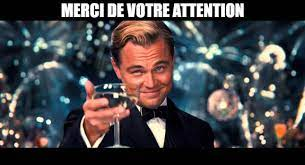 MERCI DE VOTRE ATTENTION